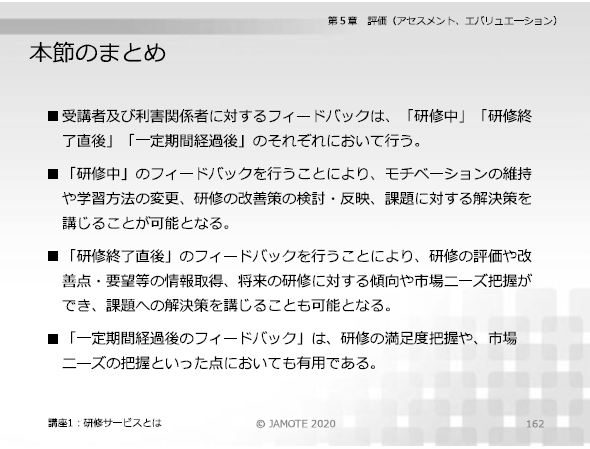 第５章　評価（アセスメント、エバリュエーション）
本節のまとめ
■ 受講者及び利害関係者に対するフィードバックは、「研修中」「研修終
了直後」「一定期間経過後」のそれぞれにおいて行う。
■ 「研修中」のフィードバックを行うことにより、モチベーションの維持
や学習方法の変更、研修の改善策の検討・反映、課題に対する解決策を
講じることが可能となる。
■ 「研修終了直後」のフィードバックを行うことにより、研修の評価や改
善点・要望等の情報取得、将来の研修に対する傾向や市場ニーズ把握が
でき、課題への解決策を講じることも可能となる。
■ 「一定期間経過後のフィードバック」は、研修の満足度把握や、市場
ニーズの把握といった点においても有用である。
講座1：研修サービスとは
© JAMOTE 2020
162